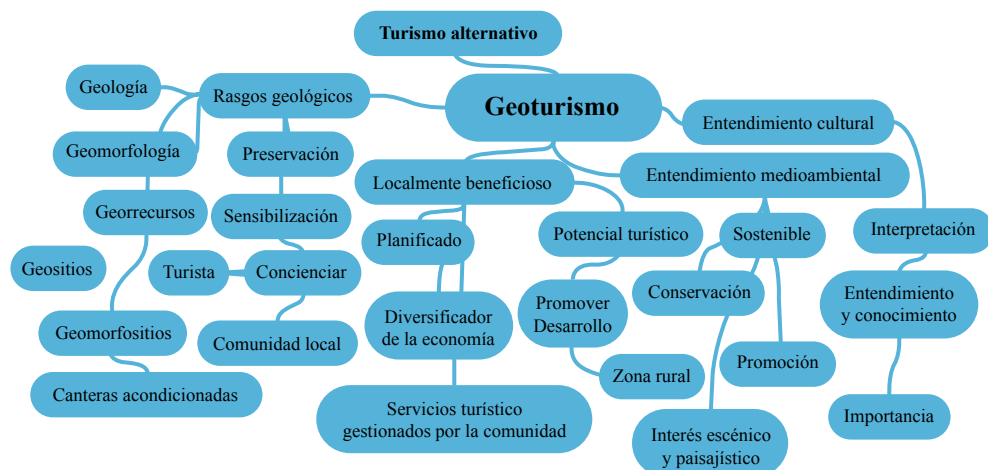 Turismo alternativo
Geoturismo
Rasgos geológicos
Geología
Geomorfología
Georrecursos
Geositios
Geomorfositios
Canteras acondicionadas
Preservación
Sensibilización
Concienciar
Turista
Comunidad local
Localmente beneficioso
Planificado
Diversificador
de la economía
Servicios turístico
gestionados por la comunidad
Potencial turístico
Promover
Desarrollo
Zona rural
Entendimiento medioambiental
Sostenible
Conservación
Promoción
Interés escénico
y paisajístico
Entendimiento cultural
Interpretación
Entendimiento
y conocimiento
Importancia